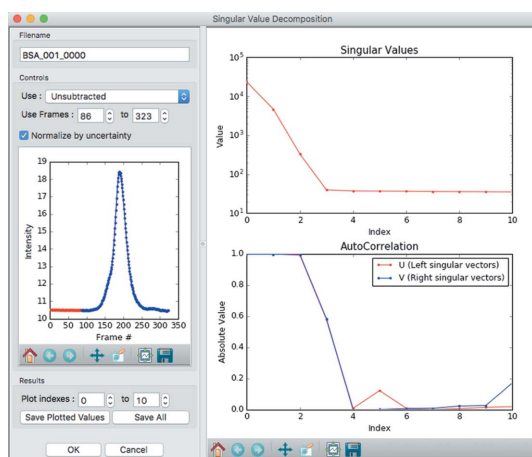 Singular Value Decomposition
Filename
BSA_001_0000
Controls
Use : Unsubtracted
Use Frames : 86 to 323
Normalize by uncertainty
19
18
17
16
15
14
13
12
11
10
Intensity
0 50 100 150 200 250 300 350
Frame #
Results
Plot indexes : 0 to 10
Save Plotted Values Save All
OK Cancel
Singular Values
10^5
10^4
10^3
10^2
10^1
Value
0 2 4 6 8 10
Index
AutoCorrelation
U (Left singular vectors)
V (Right singular vectors)
1.0
0.8
0.6
0.4
0.2
0.0
Absolute Value
0 2 4 6 8 10
Index